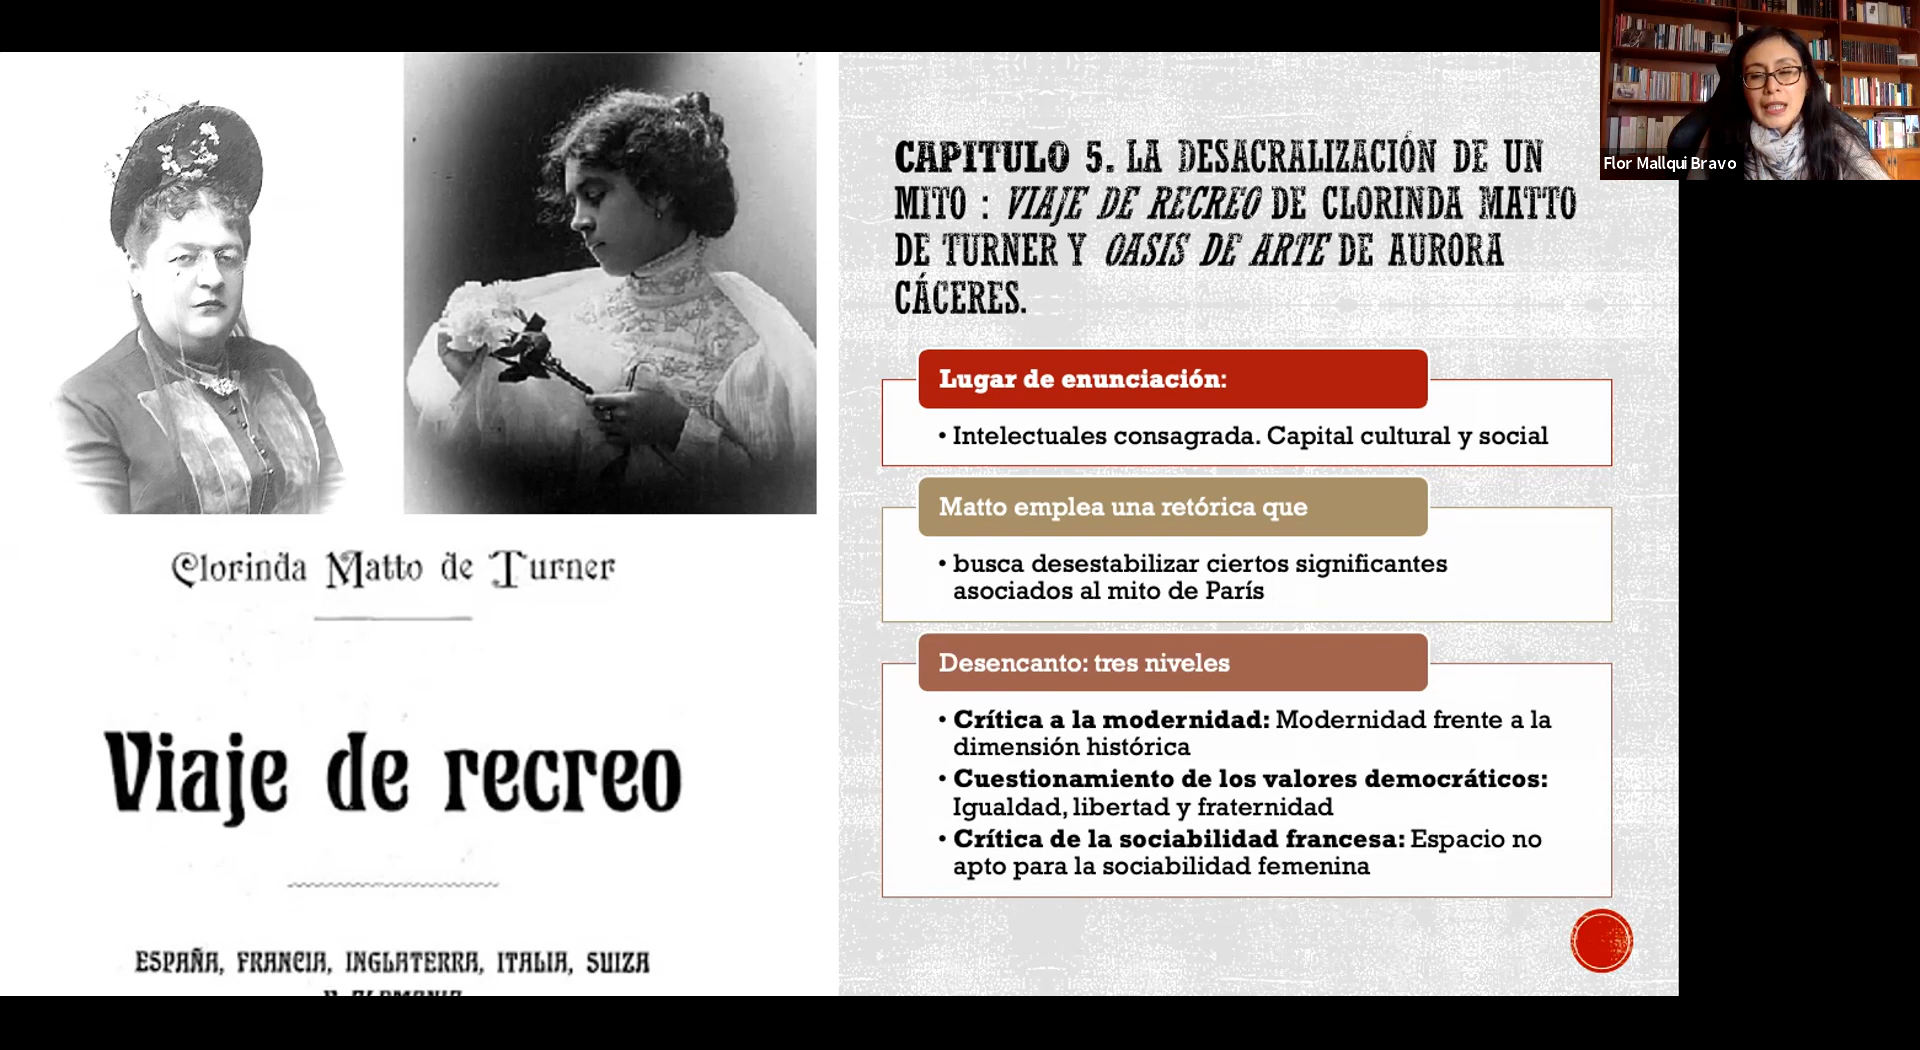 Clorinda Matto de Turner
Viaje de recreo
ESPAÑA, FRANCIA, INGLATERRA, ITALIA, SUIZA
CAPITULO 5. LA DESACRALIZACIÓN DE UN
MITO : VIAJE DE RECREO DE CLORINDA MATTO
DE TURNER Y OASIS DE ARTE DE AURORA
CÁCERES.
Lugar de enunciación:
• Intelectuales consagrada. Capital cultural y social
Matto emplea una retórica que
• busca desestabilizar ciertos significantes
asociados al mito de París
Desencanto: tres niveles
• Crítica a la modernidad: Modernidad frente a la
dimensión histórica
• Cuestionamiento de los valores democráticos:
Igualdad, libertad y fraternidad
• Crítica de la sociabilidad francesa: Espacio no
apto para la sociabilidad femenina
Flor Mallqui Bravo